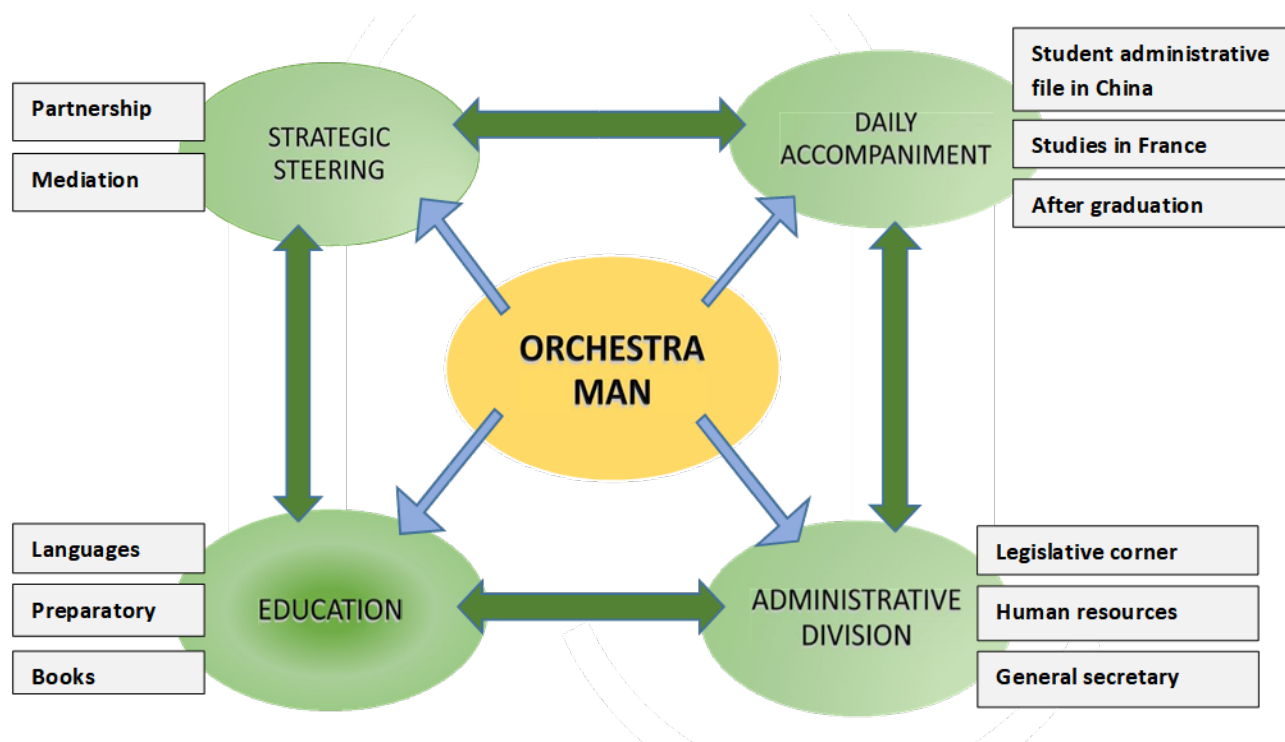 Partnership
Mediation
STRATEGIC
STEERING
DAILY
ACCOMPANIMENT
Student administrative
file in China
Studies in France
After graduation
ORCHESTRA
MAN
Languages
Preparatory
Books
EDUCATION
ADMINISTRATIVE
DIVISION
Legislative corner
Human resources
General secretary